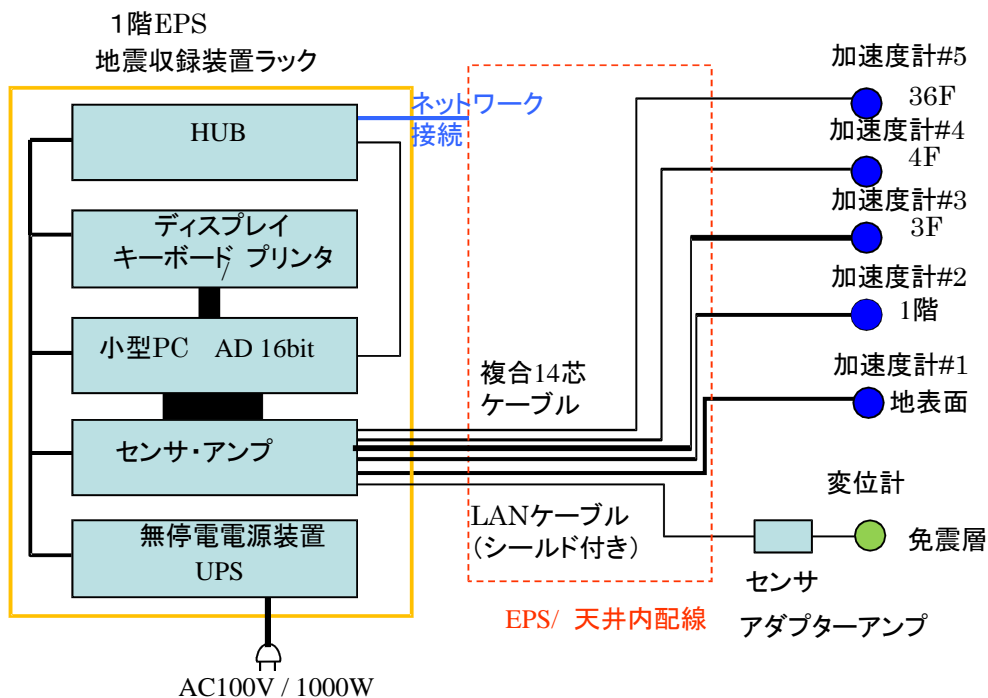 １階EPS
地震収録装置ラック
HUB
ディスプレイ
キーボード/ プリンタ
小型PC AD 16bit
センサ・アンプ
無停電電源装置
UPS
AC100V / 1000W
ネットワーク
接続
複合14芯
ケーブル
LANケーブル
（シールド付き）
EPS/ 天井内配線
加速度計#5
36F
加速度計#4
4F
加速度計#3
3F
加速度計#2
1階
加速度計#1
地表面
変位計
免震層
センサ
アダプターアンプ